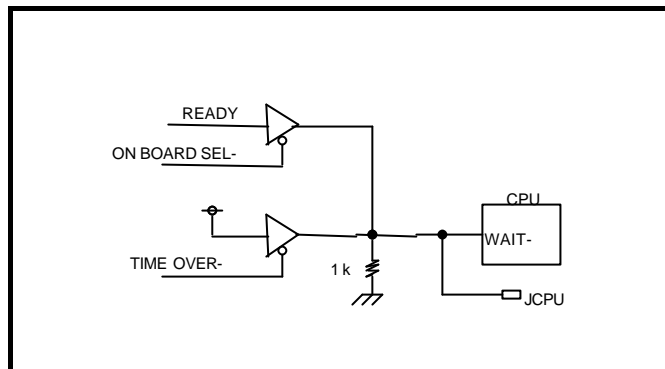 READY
ON BOARD SEL-
CPU
WAIT-
TIME OVER-
1 k
JCPU